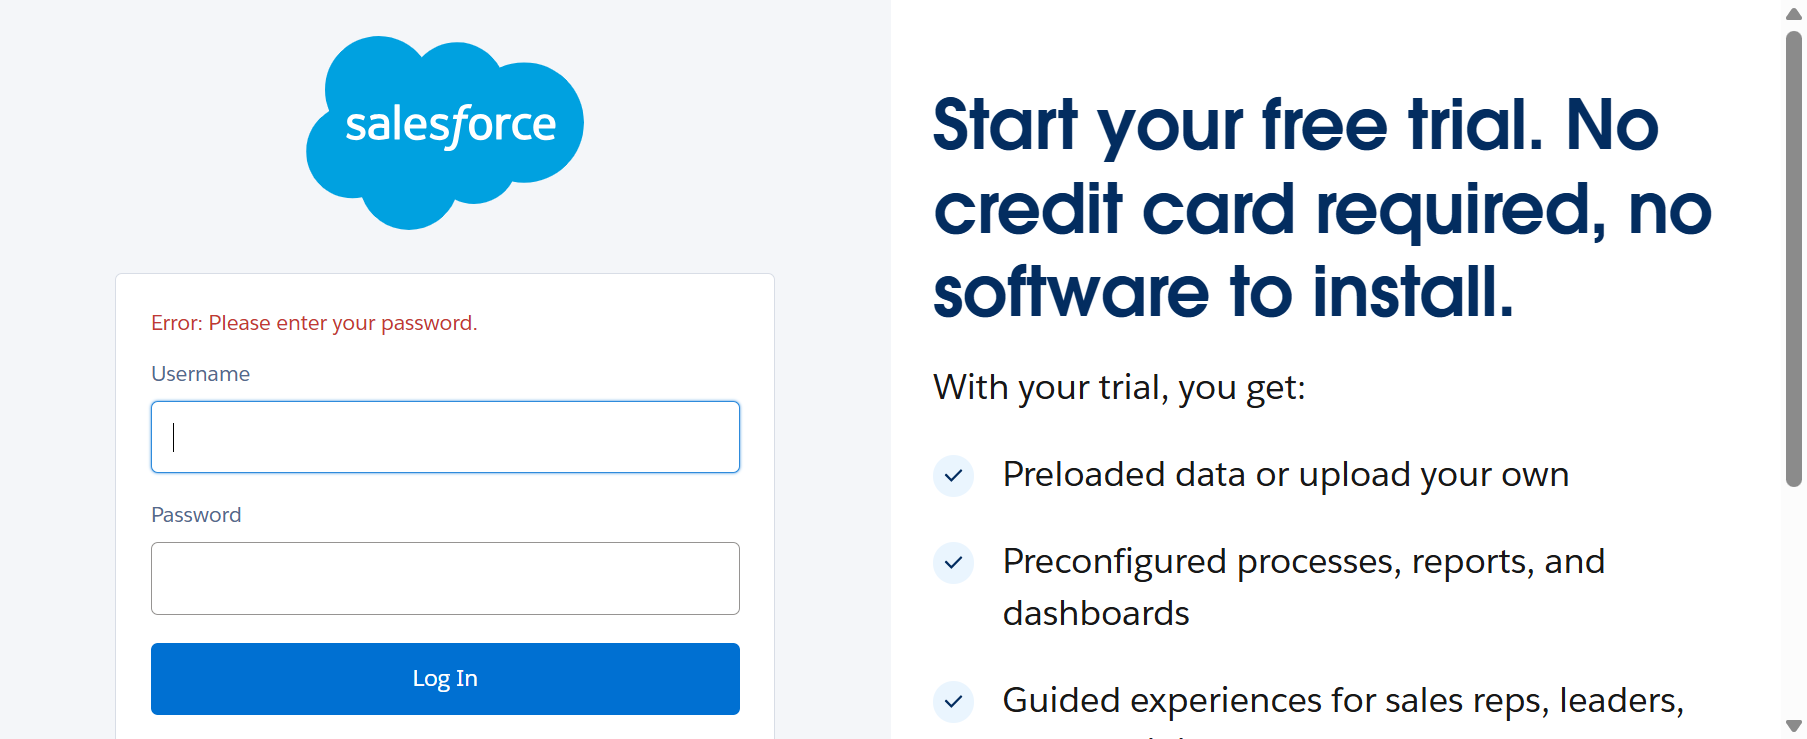 salesforce
Error: Please enter your password.
Username
Password
Log In
Start your free trial. No
credit card required, no
software to install.
With your trial, you get:
Preloaded data or upload your own
Preconfigured processes, reports, and
dashboards
Guided experiences for sales reps, leaders,